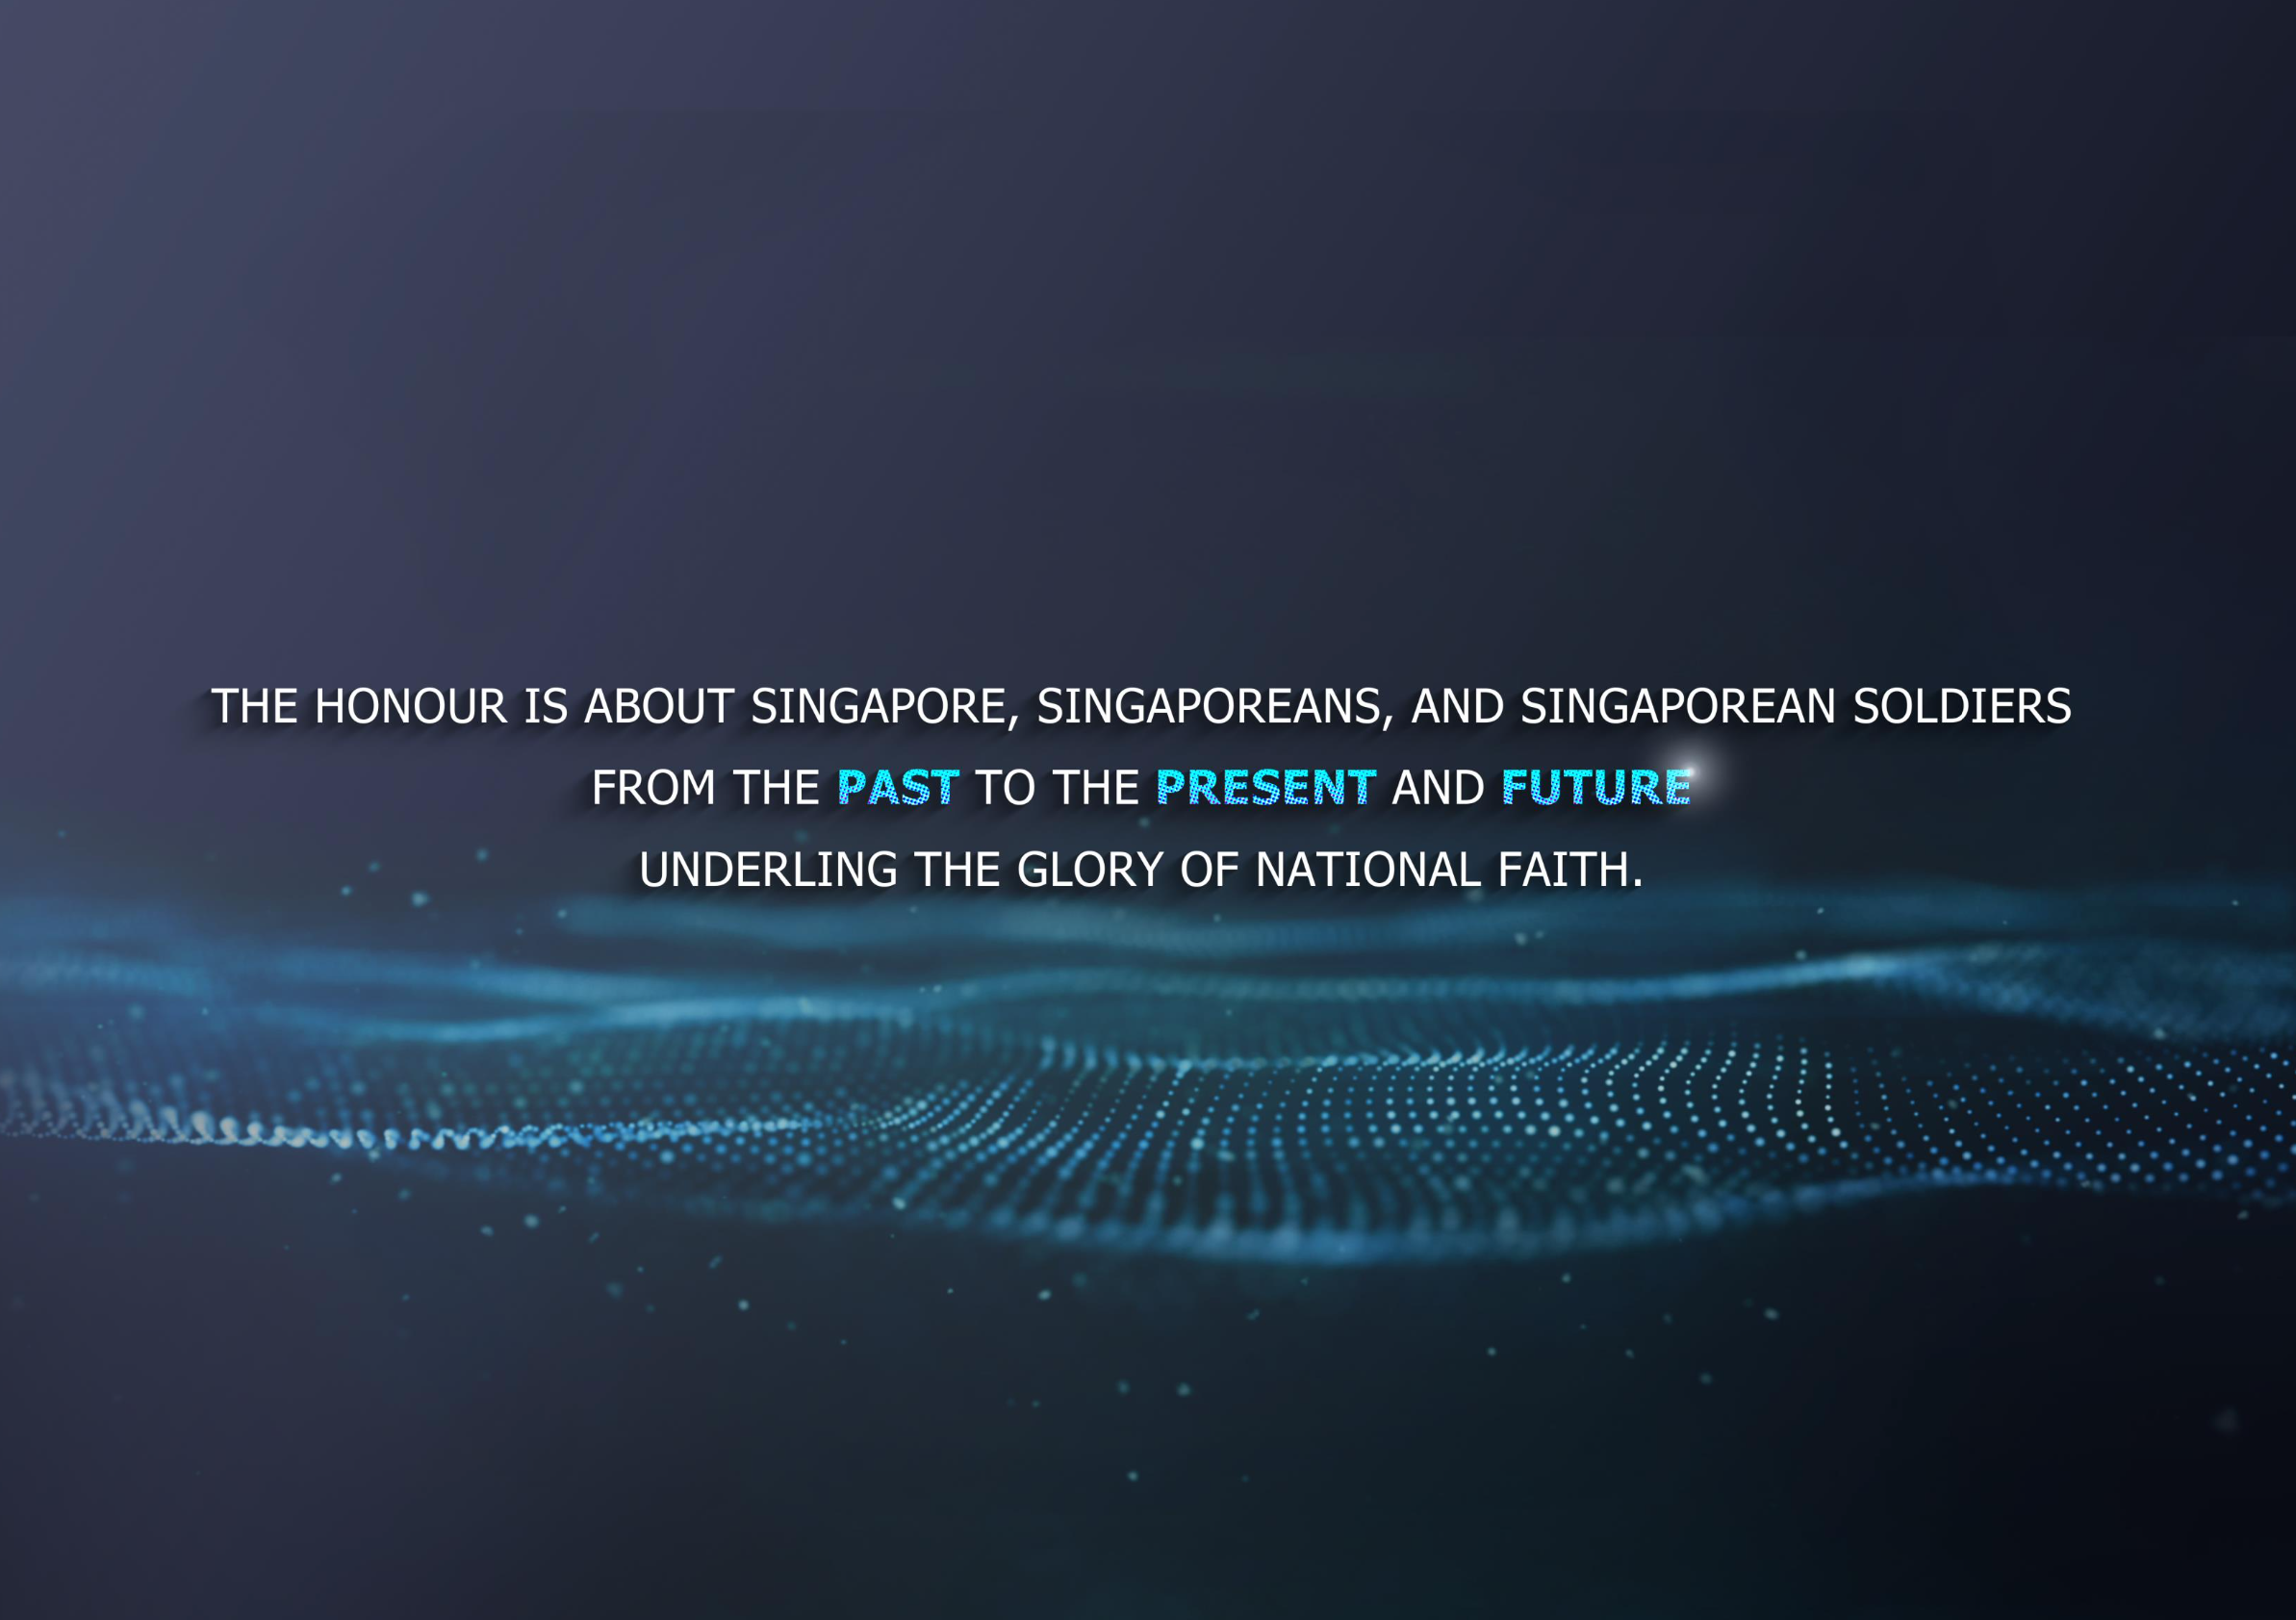 THE HONOUR IS ABOUT SINGAPORE, SINGAPOREANS, AND SINGAPOREAN SOLDIERS
FROM THE PAST TO THE PRESENT AND FUTURE
UNDERLING THE GLORY OF NATIONAL FAITH.